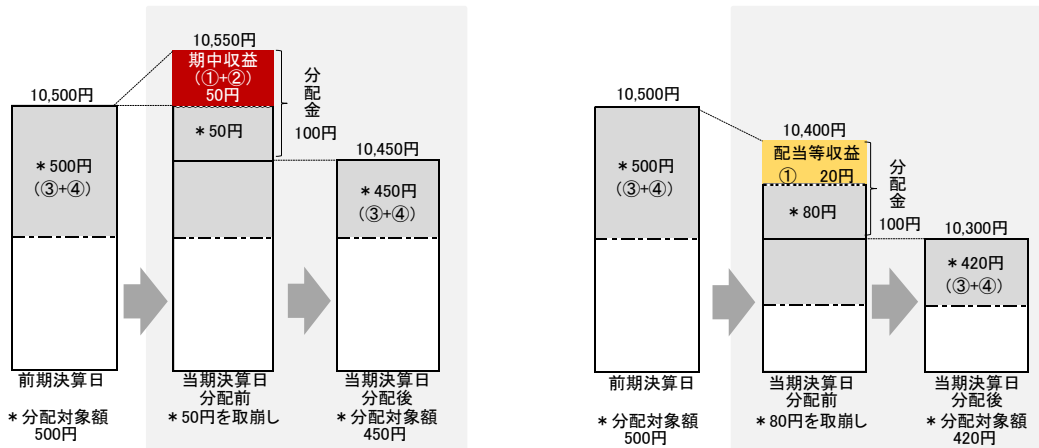 10,550円
期中収益
（①+②）
50円
分配金
100円
10,500円
＊50円
＊500円
（③+④）
10,450円
＊450円
（③+④）
前期決算日
当期決算日
分配前
当期決算日
分配後
＊分配対象額
500円
＊50円を取崩し
＊分配対象額
450円
10,500円
＊500円
（③+④）
10,400円
配当等収益
① 20円
分配金
＊80円
100円
10,300円
＊420円
（③+④）
前期決算日
当期決算日
分配前
当期決算日
分配後
＊分配対象額
500円
＊80円を取崩し
＊分配対象額
420円